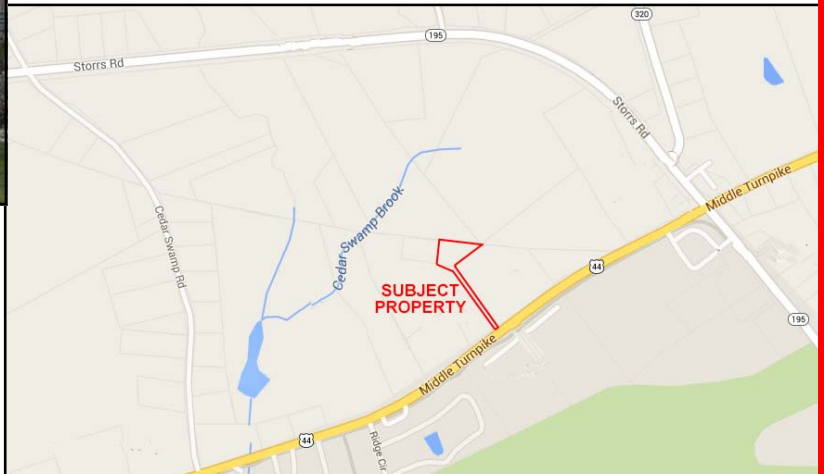 320
195
Storrs Rd
Storrs Rd
Middle Turnpike
Cedar Swamp Rd
Cedar Swamp Brook
44
SUBJECT
PROPERTY
195
Middle Turnpike
44
Ridge Cir